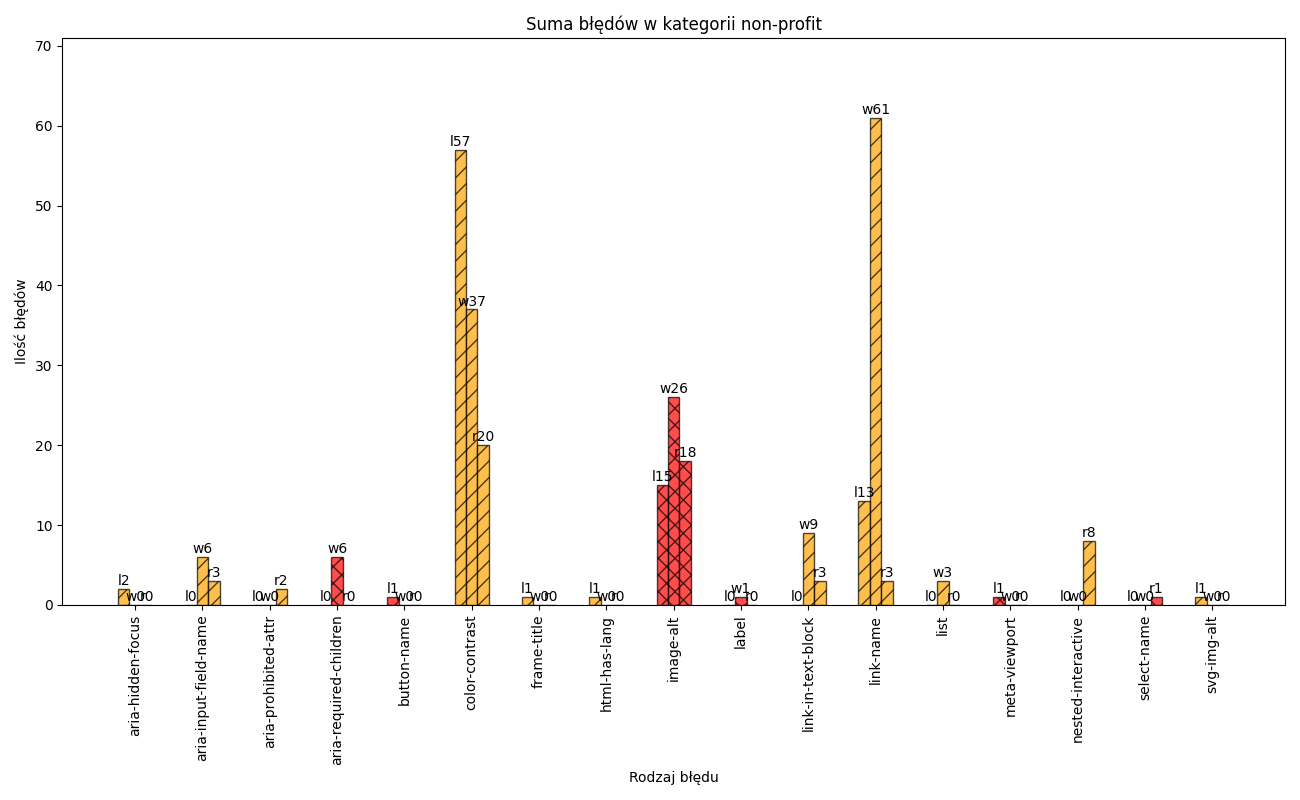 Suma błędów w kategorii non-profit
Ilość błędów
70
60
50
40
30
20
10
0
l2 w0 r0
l0 w6 r3
l0 w0 r2
l0 w6 r0
l1 w0 r0
l57 w37 r20
l1 w0 r0
l1 w0 r0
l15 w26 r18
l0 w1 r0
l0 w9 r3
l13 w61 r3
l0 w3 r0
l1 w0 r0
l0 w0 r8
l0 w0 r1
l1 w0 r0
aria-hidden-focus
aria-input-field-name
aria-prohibited-attr
aria-required-children
button-name
color-contrast
frame-title
html-has-lang
image-alt
label
link-in-text-block
link-name
list
meta-viewport
nested-interactive
select-name
svg-img-alt
Rodzaj błędu